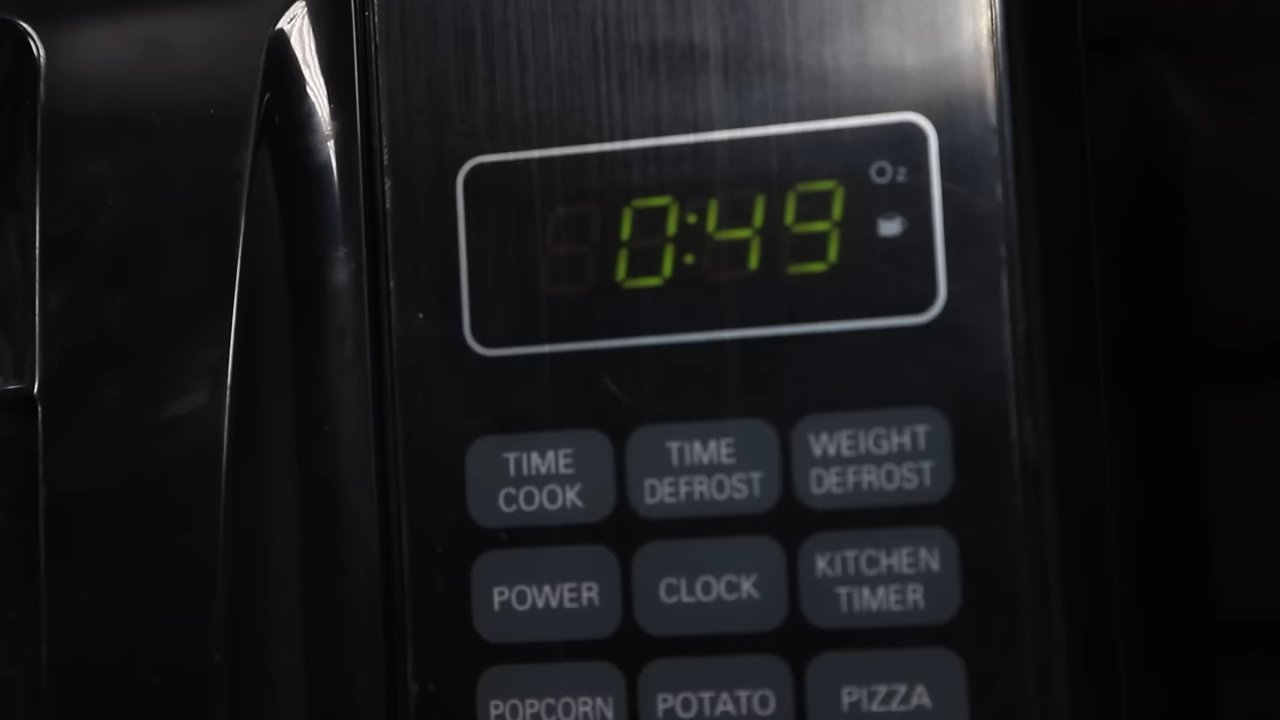 0:49
Oz
TIME
COOK
TIME
DEFROST
WEIGHT
DEFROST
POWER
CLOCK
KITCHEN
TIMER
POPCORN
POTATO
PIZZA